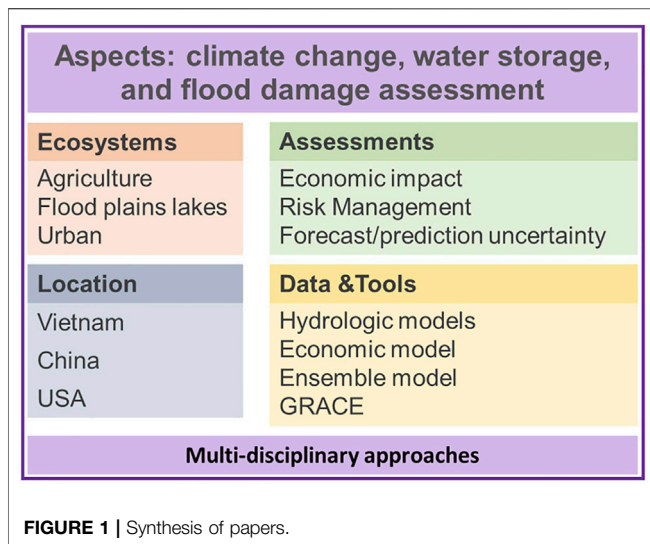 Aspects: climate change, water storage,
and flood damage assessment
Ecosystems
Agriculture
Flood plains lakes
Urban
Assessments
Economic impact
Risk Management
Forecast/prediction uncertainty
Location
Vietnam
China
USA
Data &Tools
Hydrologic models
Economic model
Ensemble model
GRACE
Multi-disciplinary approaches
FIGURE 1 | Synthesis of papers.